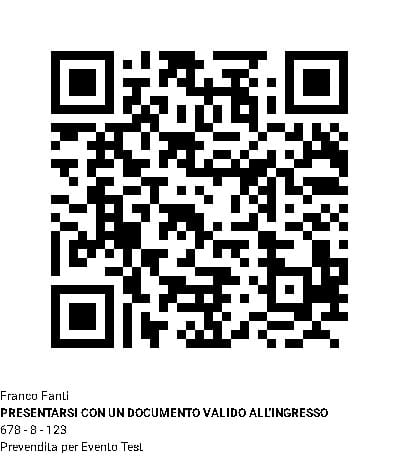 Franco Fanti
PRESENTARSI CON UN DOCUMENTO VALIDO ALL'INGRESSO
678 - 8 - 123
Prevendita per Evento Test